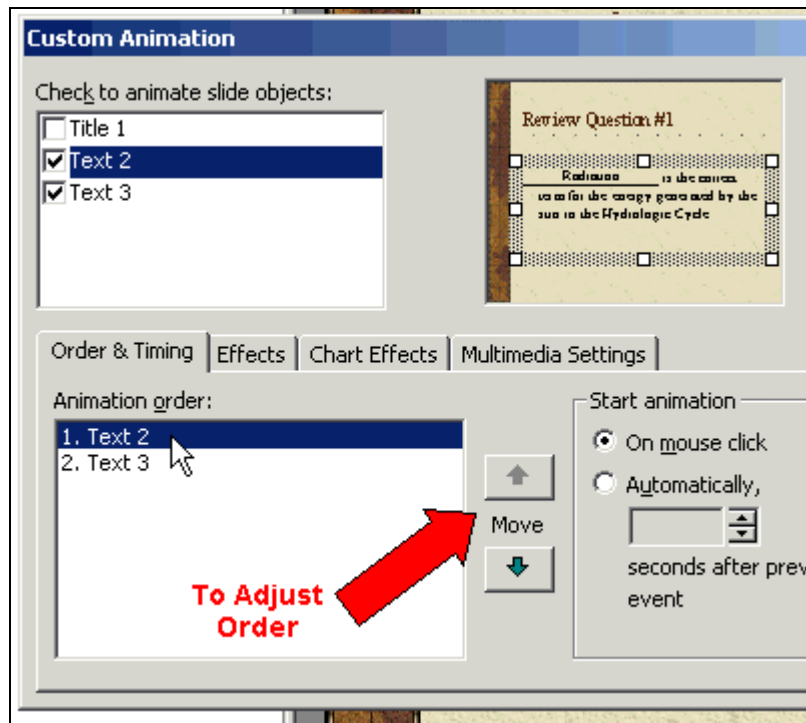 Custom Animation
Check to animate slide objects:
Title 1
Text 2
Text 3
Review Question #1
Radiation is the correct
term for the energy generated by the
sun in the Hydrologic Cycle
Order & Timing
Effects
Chart Effects
Multimedia Settings
Animation order:
1. Text 2
2. Text 3
Move
To Adjust
Order
Start animation
On mouse click
Automatically,
seconds after prev
event